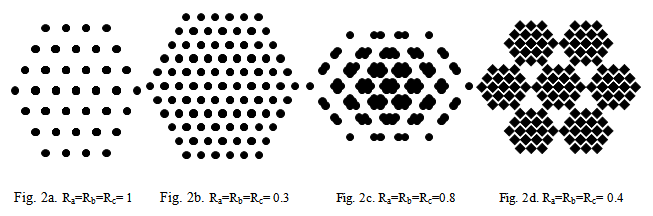 Fig. 2a. Ra=Rb=Rc= 1
Fig. 2b. Ra=Rb=Rc= 0.3
Fig. 2c. Ra=Rb=Rc=0.8
Fig. 2d. Ra=Rb=Rc= 0.4